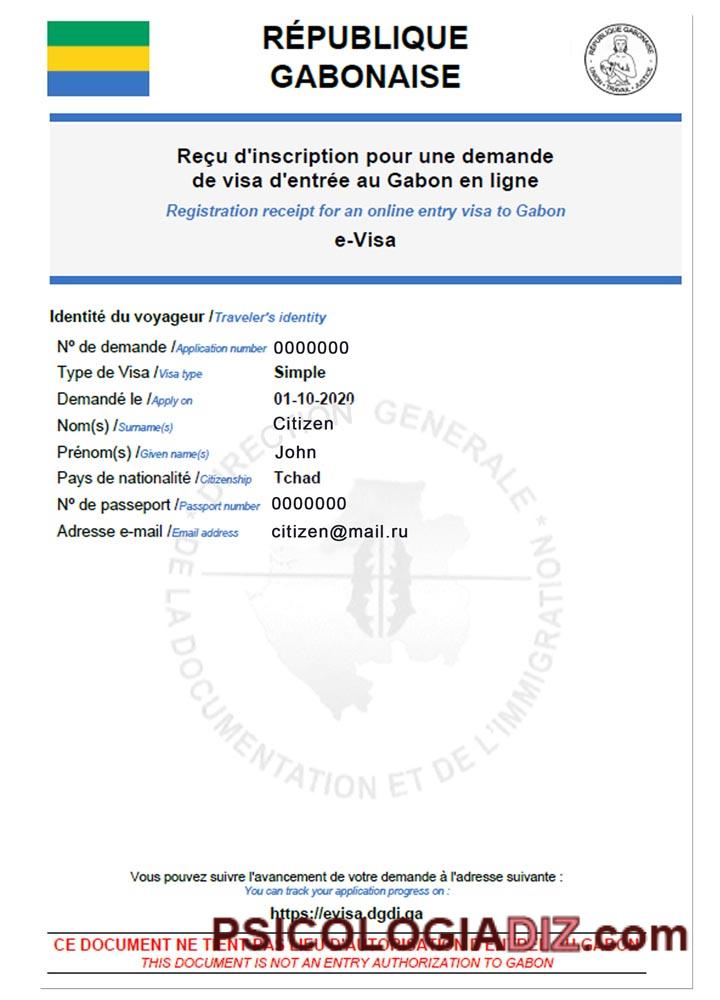 RÉPUBLIQUE
GABONAISE
RÉPUBLIQUE GABONAISE
UNION - TRAVAIL - JUSTICE
Reçu d'inscription pour une demande
de visa d'entrée au Gabon en ligne
Registration receipt for an online entry visa to Gabon
e-Visa
Identité du voyageur /Traveler's identity
Nº de demande /Application number 0000000
Type de Visa /Visa type Simple
Demandé le /Apply on 01-10-2020
Nom(s) /Surname(s) Citizen
Prénom(s) /Given name(s) John
Pays de nationalité /Citizenship Tchad
Nº de passeport /Passport number 0000000
Adresse e-mail /Email address citizen@mail.ru
* DIRECTION GENERALE *
DE LA DOCUMENTATION ET DE L'IMMIGRATION
Vous pouvez suivre l'avancement de votre demande à l'adresse suivante :
You can track your application progress on :
https://evisa.dgdi.ga
PSICOLOGIADIZ.com
CE DOCUMENT NE TIENT PAS LIEU D'AUTORISATION D'ENTREE AU GABON
THIS DOCUMENT IS NOT AN ENTRY AUTHORIZATION TO GABON